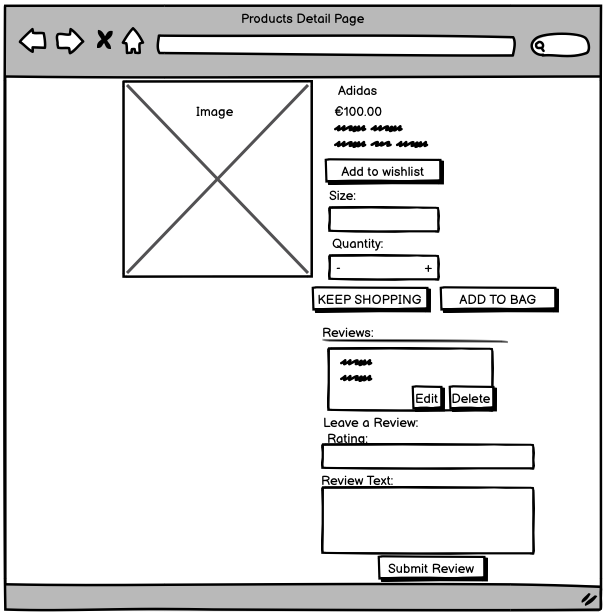 Products Detail Page
Image
Adidas
€100.00
Add to wishlist
Size:
Quantity:
- +
KEEP SHOPPING ADD TO BAG
Reviews:
Edit Delete
Leave a Review:
Rating:
Review Text:
Submit Review